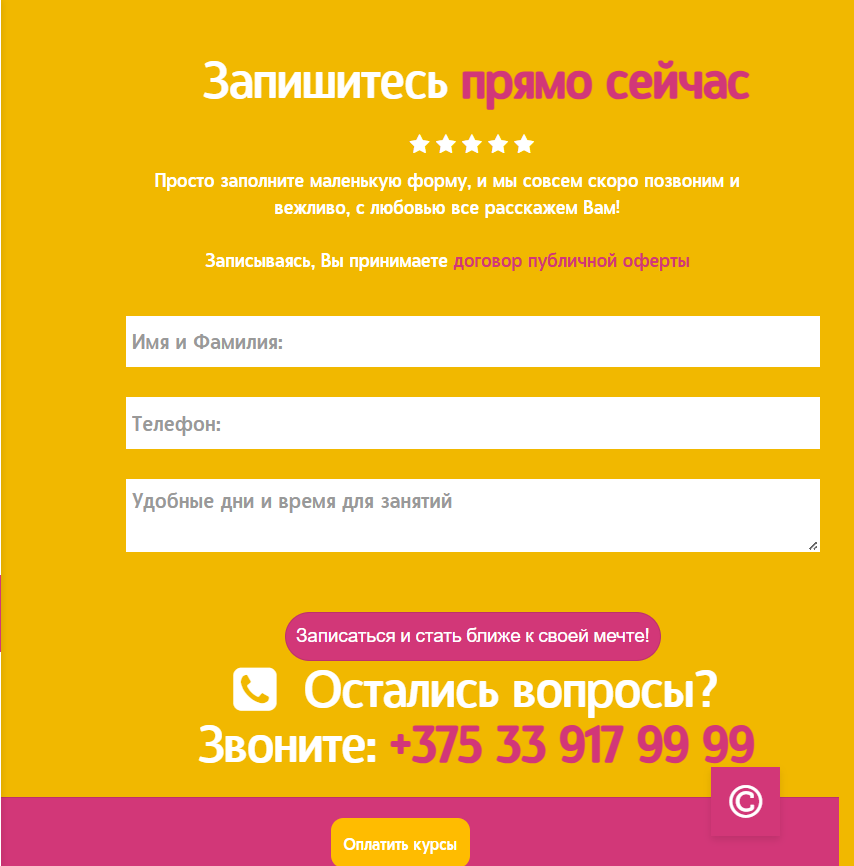 Запишитесь прямо сейчас
Просто заполните маленькую форму, и мы совсем скоро позвоним и
вежливо, с любовью все расскажем Вам!
Записываясь, Вы принимаете договор публичной оферты
Имя и Фамилия:
Телефон:
Удобные дни и время для занятий
Записаться и стать ближе к своей мечте!
Остались вопросы?
Звоните: +375 33 917 99 99
©
Оплатить курсы